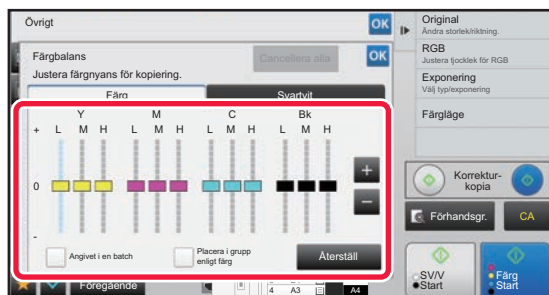 Övrigt
OK
Färgbalans
Cancellera alla
OK
Justera färgnyans för kopiering.
Färg
Svartvit
Y M C Bk
+ L M H L M H L M H L M H
0
-
+
−
Angivet i en batch
Placera i grupp
enligt färg
Återställ
Föregående
4 A3
A4
Original
Ändra storlek/riktning.
RGB
Justera tjocklek för RGB
Exponering
Välj typ/exponering
Färgläge
Korrektur-
kopia
Förhandsgr.
CA
SV/V
Start
Färg
Start